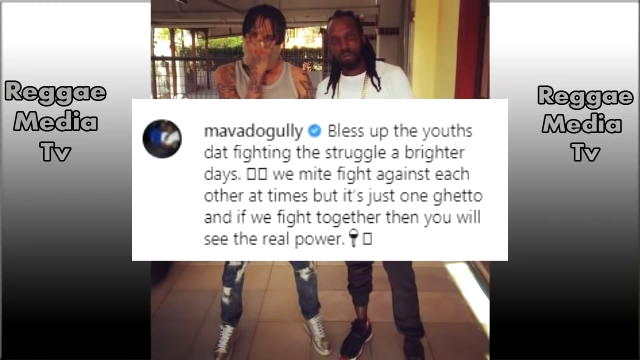 Reggae
Media
Tv
mavadogully Bless up the youths
dat fighting the struggle a brighter
days. we mite fight against each
other at times but it's just one ghetto
and if we fight together then you will
see the real power.
Reggae
Media
Tv